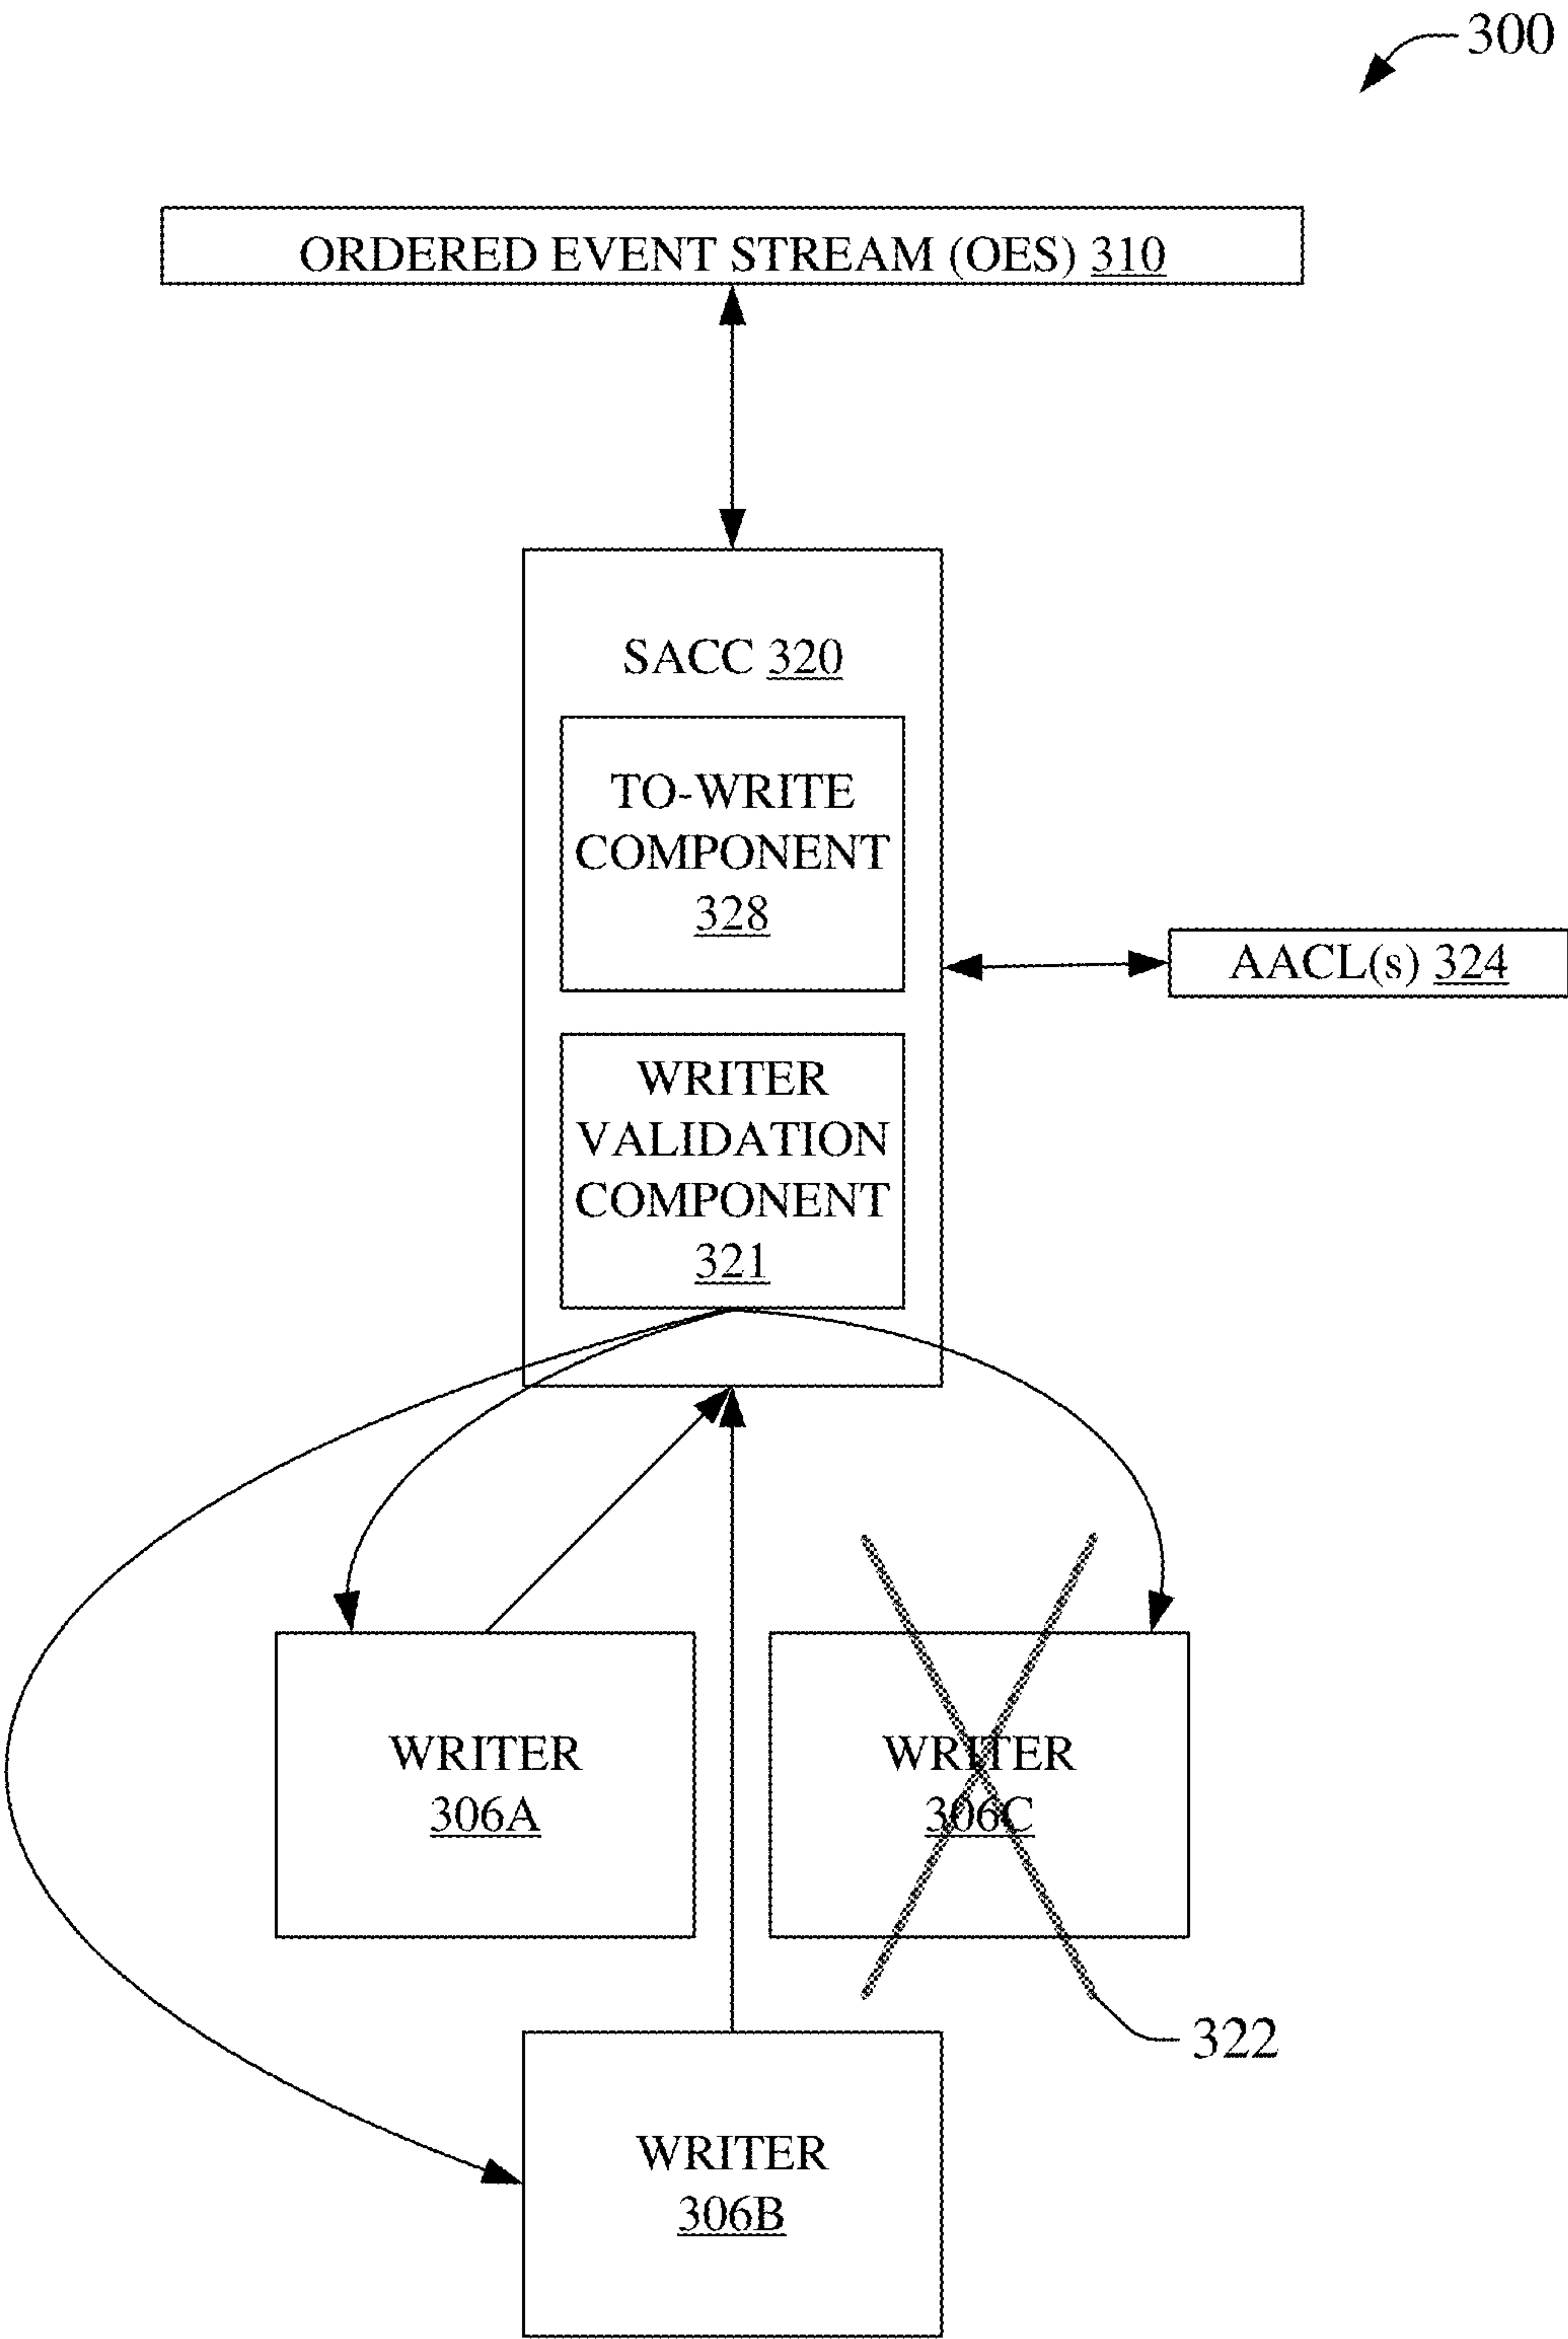 300
ORDERED EVENT STREAM (OES) 310
SACC 320
TO-WRITE
COMPONENT
328
AACL(s) 324
WRITER
VALIDATION
COMPONENT
321
WRITER
306A
WRITER
306C
322
WRITER
306B